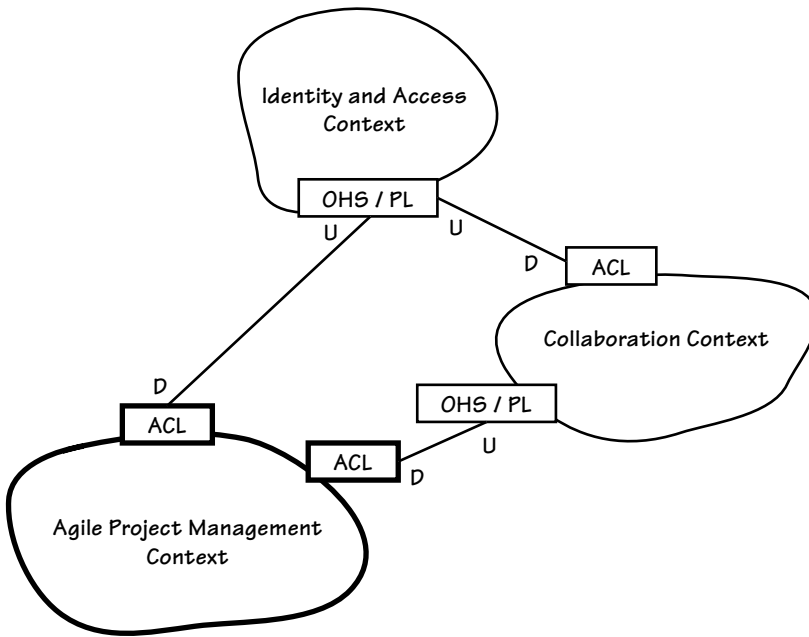 Identity and Access
Context
OHS / PL
U
U
D
ACL
Collaboration Context
D
OHS / PL
ACL
U
ACL
D
Agile Project Management
Context